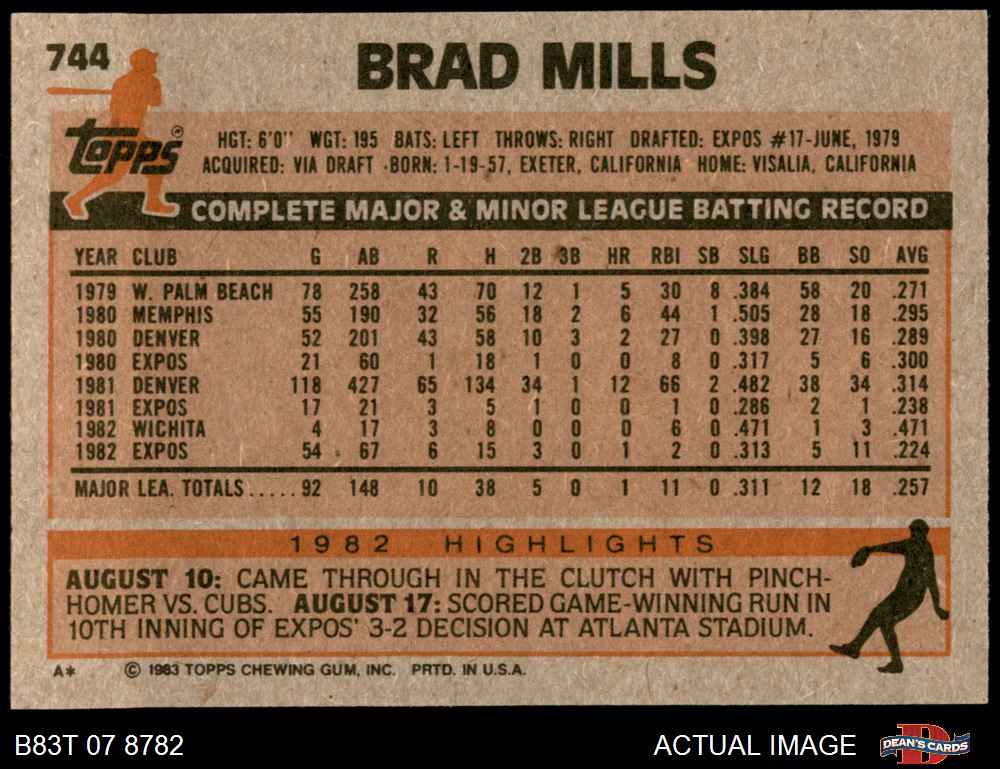 744
BRAD MILLS
Topps®
HGT: 6'0" WGT: 195 BATS: LEFT THROWS: RIGHT DRAFTED: EXPOS #17-JUNE, 1979
ACQUIRED: VIA DRAFT ·BORN: 1-19-57, EXETER, CALIFORNIA HOME: VISALIA, CALIFORNIA
COMPLETE MAJOR & MINOR LEAGUE BATTING RECORD
YEAR CLUB G AB R H 2B 3B HR RBI SB SLG BB SO AVG
1979 W. PALM BEACH 78 258 43 70 12 1 5 30 8 .384 58 20 .271
1980 MEMPHIS 55 190 32 56 18 2 6 44 1 .505 28 18 .295
1980 DENVER 52 201 43 58 10 3 2 27 0 .398 27 16 .289
1980 EXPOS 21 60 1 18 1 0 0 8 0 .317 5 6 .300
1981 DENVER 118 427 65 134 34 1 12 66 2 .482 38 34 .314
1981 EXPOS 17 21 3 5 1 0 0 1 0 .286 2 1 .238
1982 WICHITA 4 17 3 8 0 0 0 6 0 .471 1 3 .471
1982 EXPOS 54 67 6 15 3 0 1 2 0 .313 5 11 .224
MAJOR LEA. TOTALS.....92 148 10 38 5 0 1 11 0 .311 12 18 .257
1982 HIGHLIGHTS
AUGUST 10: CAME THROUGH IN THE CLUTCH WITH PINCH-
HOMER VS. CUBS. AUGUST 17: SCORED GAME-WINNING RUN IN
10TH INNING OF EXPOS' 3-2 DECISION AT ATLANTA STADIUM.
A* © 1983 TOPPS CHEWING GUM, INC. PRTD. IN U.S.A.
B83T 07 8782 ACTUAL IMAGE DEAN'S CARDS